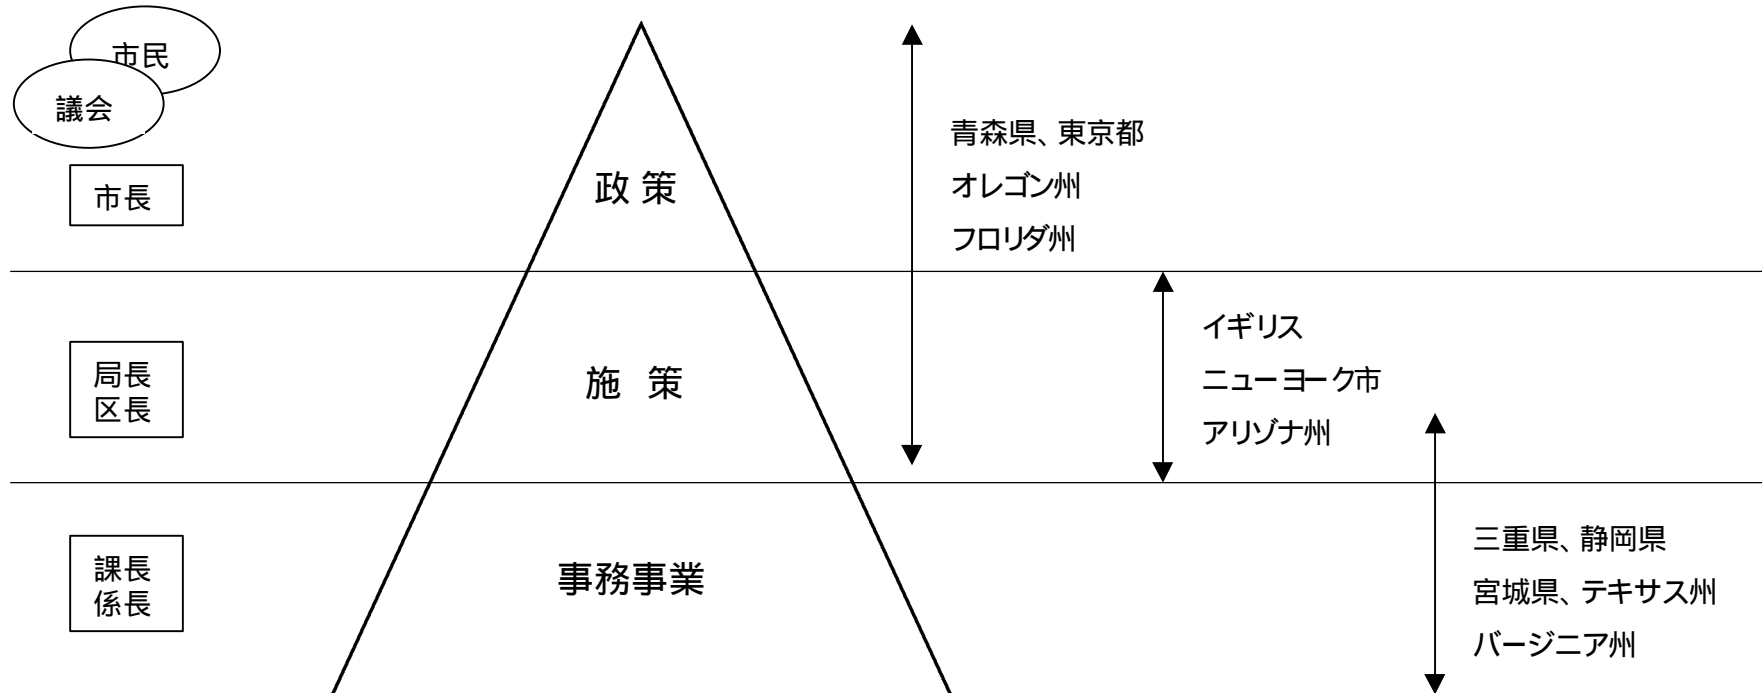 市民
議会
市長
政策
青森県、東京都
オレゴン州
フロリダ州
局長
区長
施策
イギリス
ニューヨーク市
アリゾナ州
課長
係長
事務事業
三重県、静岡県
宮城県、テキサス州
バージニア州